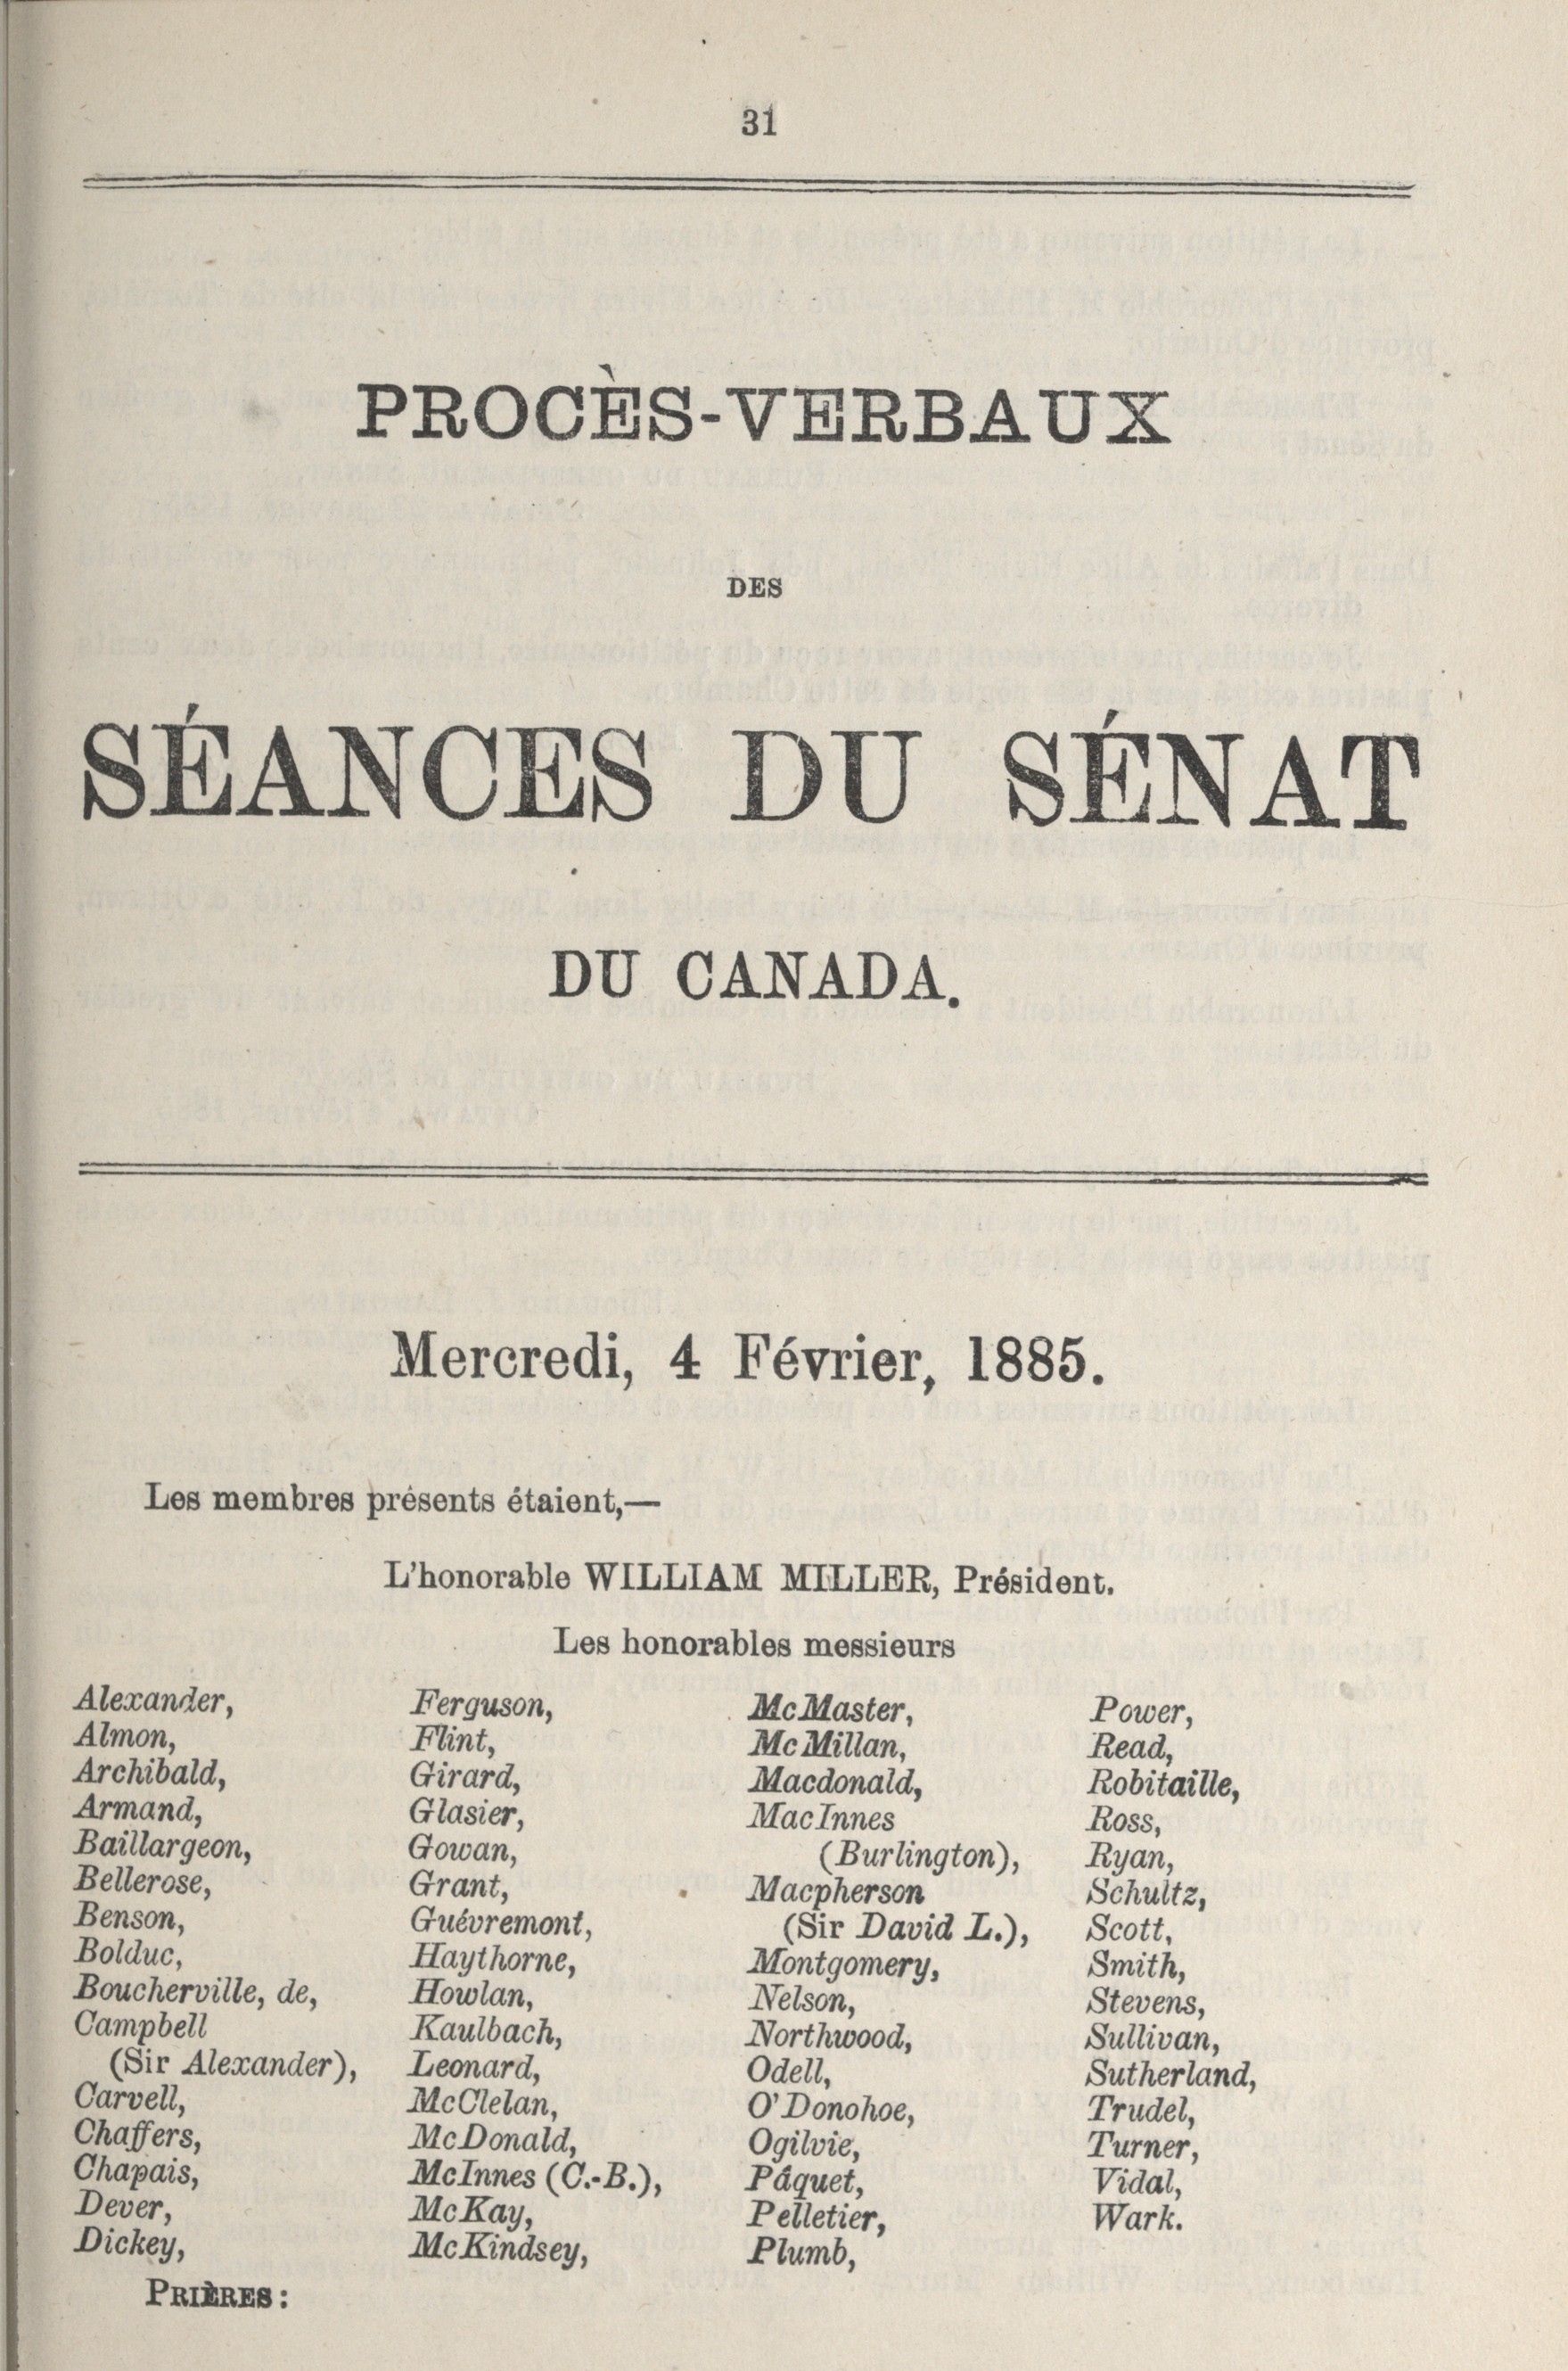 31
PROCÈS-VERBAUX
DES
SÉANCES DU SÉNAT
DU CANADA.
Mercredi, 4 Février, 1885.
Les membres présents étaient,—
L'honorable WILLIAM MILLER, Président.
Les honorables messieurs
Alexander,
Almon,
Archibald,
Armand,
Baillargeon,
Bellerose,
Benson,
Bolduc,
Boucherville, de,
Campbell
(Sir Alexander),
Carvell,
Chaffers,
Chapais,
Dever,
Dickey,
Ferguson,
Flint,
Girard,
Glasier,
Gowan,
Grant,
Guévremont,
Haythorne,
Howlan,
Kaulbach,
Leonard,
McClelan,
McDonald,
McInnes (C.-B.),
McKay,
McKindsey,
McMaster,
McMillan,
Macdonald,
MacInnes
(Burlington),
Macpherson
(Sir David L.),
Montgomery,
Nelson,
Northwood,
Odell,
O'Donohoe,
Ogilvie,
Pâquet,
Pelletier,
Plumb,
Power,
Read,
Robitaille,
Ross,
Ryan,
Schultz,
Scott,
Smith,
Stevens,
Sullivan,
Sutherland,
Trudel,
Turner,
Vidal,
Wark.
PRIÈRES: